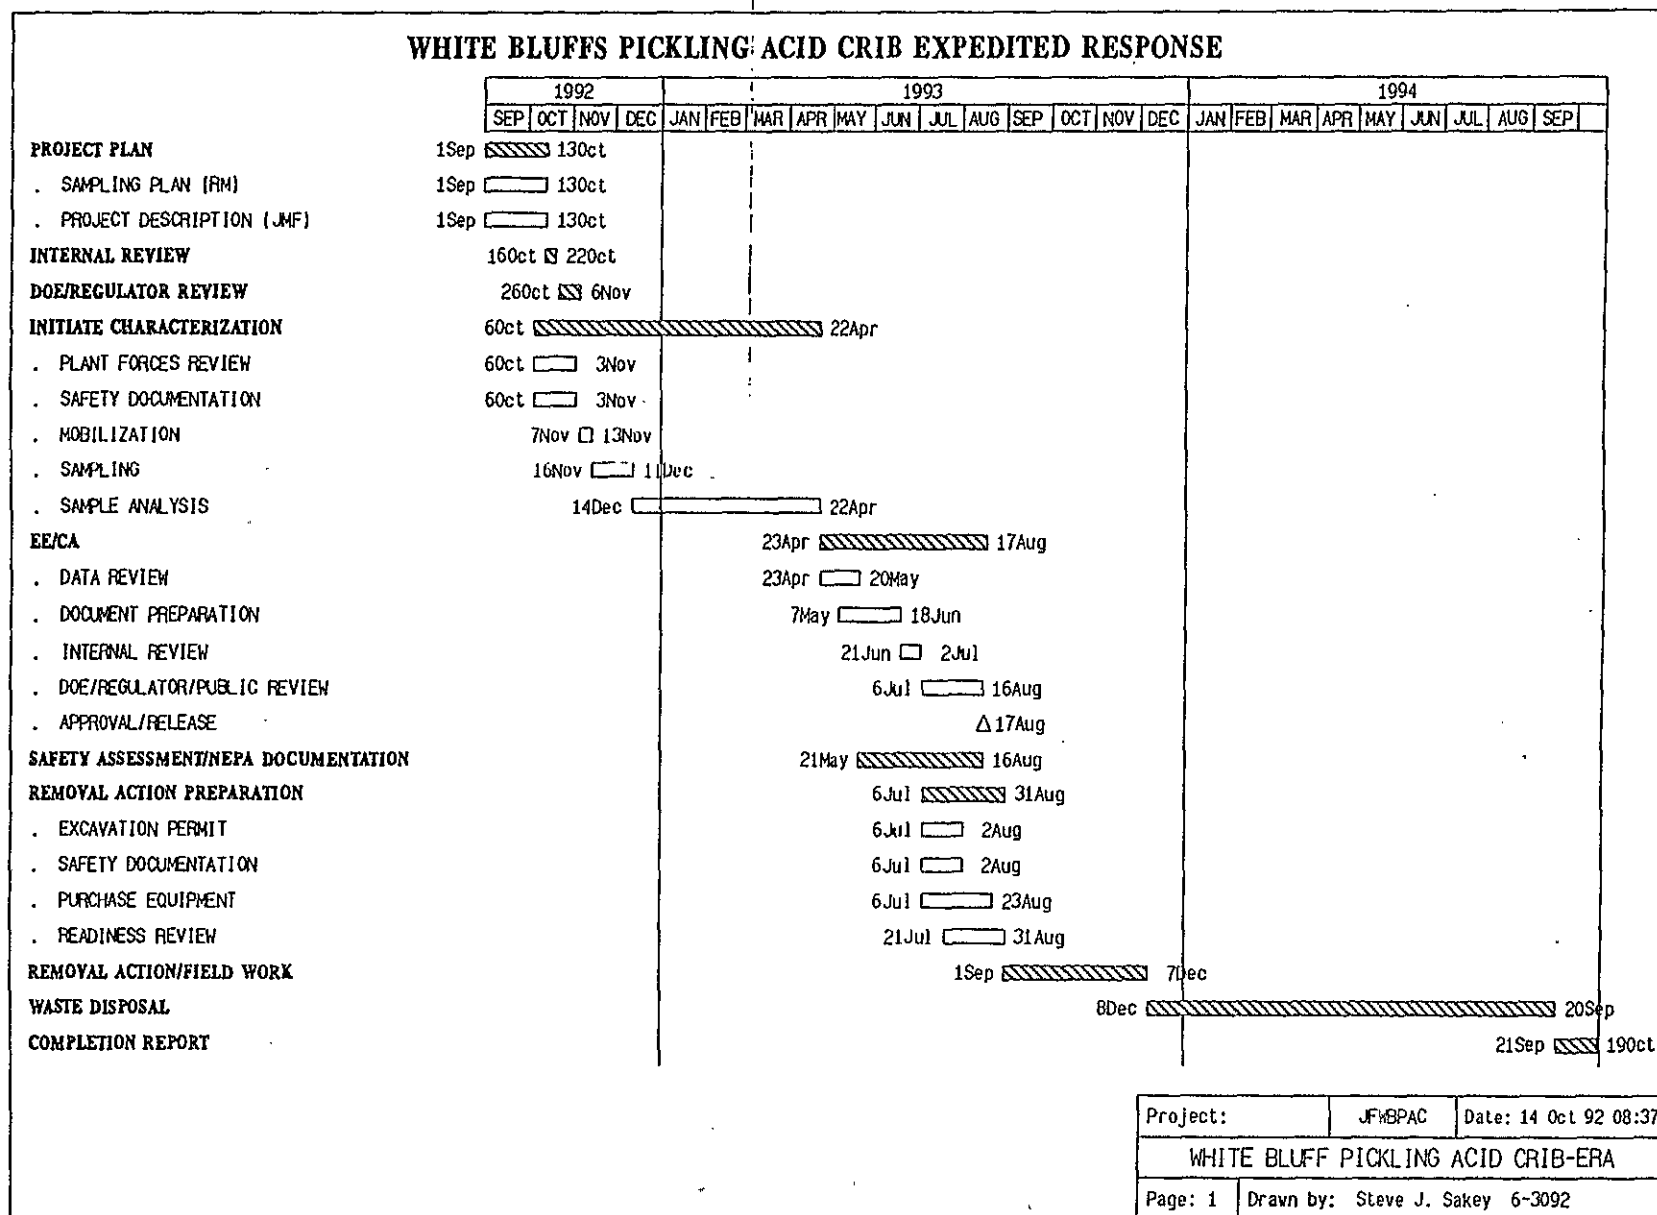 WHITE BLUFFS PICKLING ACID CRIB EXPEDITED RESPONSE
1992 1993 1994
SEP OCT NOV DEC JAN FEB MAR APR MAY JUN JUL AUG SEP OCT NOV DEC JAN FEB MAR APR MAY JUN JUL AUG SEP
PROJECT PLAN 1Sep 13Oct
. SAMPLING PLAN (RM) 1Sep 13Oct
. PROJECT DESCRIPTION (JMF) 1Sep 13Oct
INTERNAL REVIEW 16Oct 22Oct
DOE/REGULATOR REVIEW 26Oct 6Nov
INITIATE CHARACTERIZATION 6Oct 22Apr
. PLANT FORCES REVIEW 6Oct 3Nov
. SAFETY DOCUMENTATION 6Oct 3Nov
. MOBILIZATION 7Nov 13Nov
. SAMPLING 16Nov 11Dec
. SAMPLE ANALYSIS 14Dec 22Apr
EE/CA 23Apr 17Aug
. DATA REVIEW 23Apr 20May
. DOCUMENT PREPARATION 7May 18Jun
. INTERNAL REVIEW 21Jun 2Jul
. DOE/REGULATOR/PUBLIC REVIEW 6Jul 16Aug
. APPROVAL/RELEASE 17Aug
SAFETY ASSESSMENT/NEPA DOCUMENTATION 21May 16Aug
REMOVAL ACTION PREPARATION 6Jul 31Aug
. EXCAVATION PERMIT 6Jul 2Aug
. SAFETY DOCUMENTATION 6Jul 2Aug
. PURCHASE EQUIPMENT 6Jul 23Aug
. READINESS REVIEW 21Jul 31Aug
REMOVAL ACTION/FIELD WORK 1Sep 7Dec
WASTE DISPOSAL 8Dec 20Sep
COMPLETION REPORT 21Sep 19Oct
Project: JFWBPAC Date: 14 Oct 92 08:37
WHITE BLUFF PICKLING ACID CRIB-ERA
Page: 1 Drawn by: Steve J. Sakey 6-3092